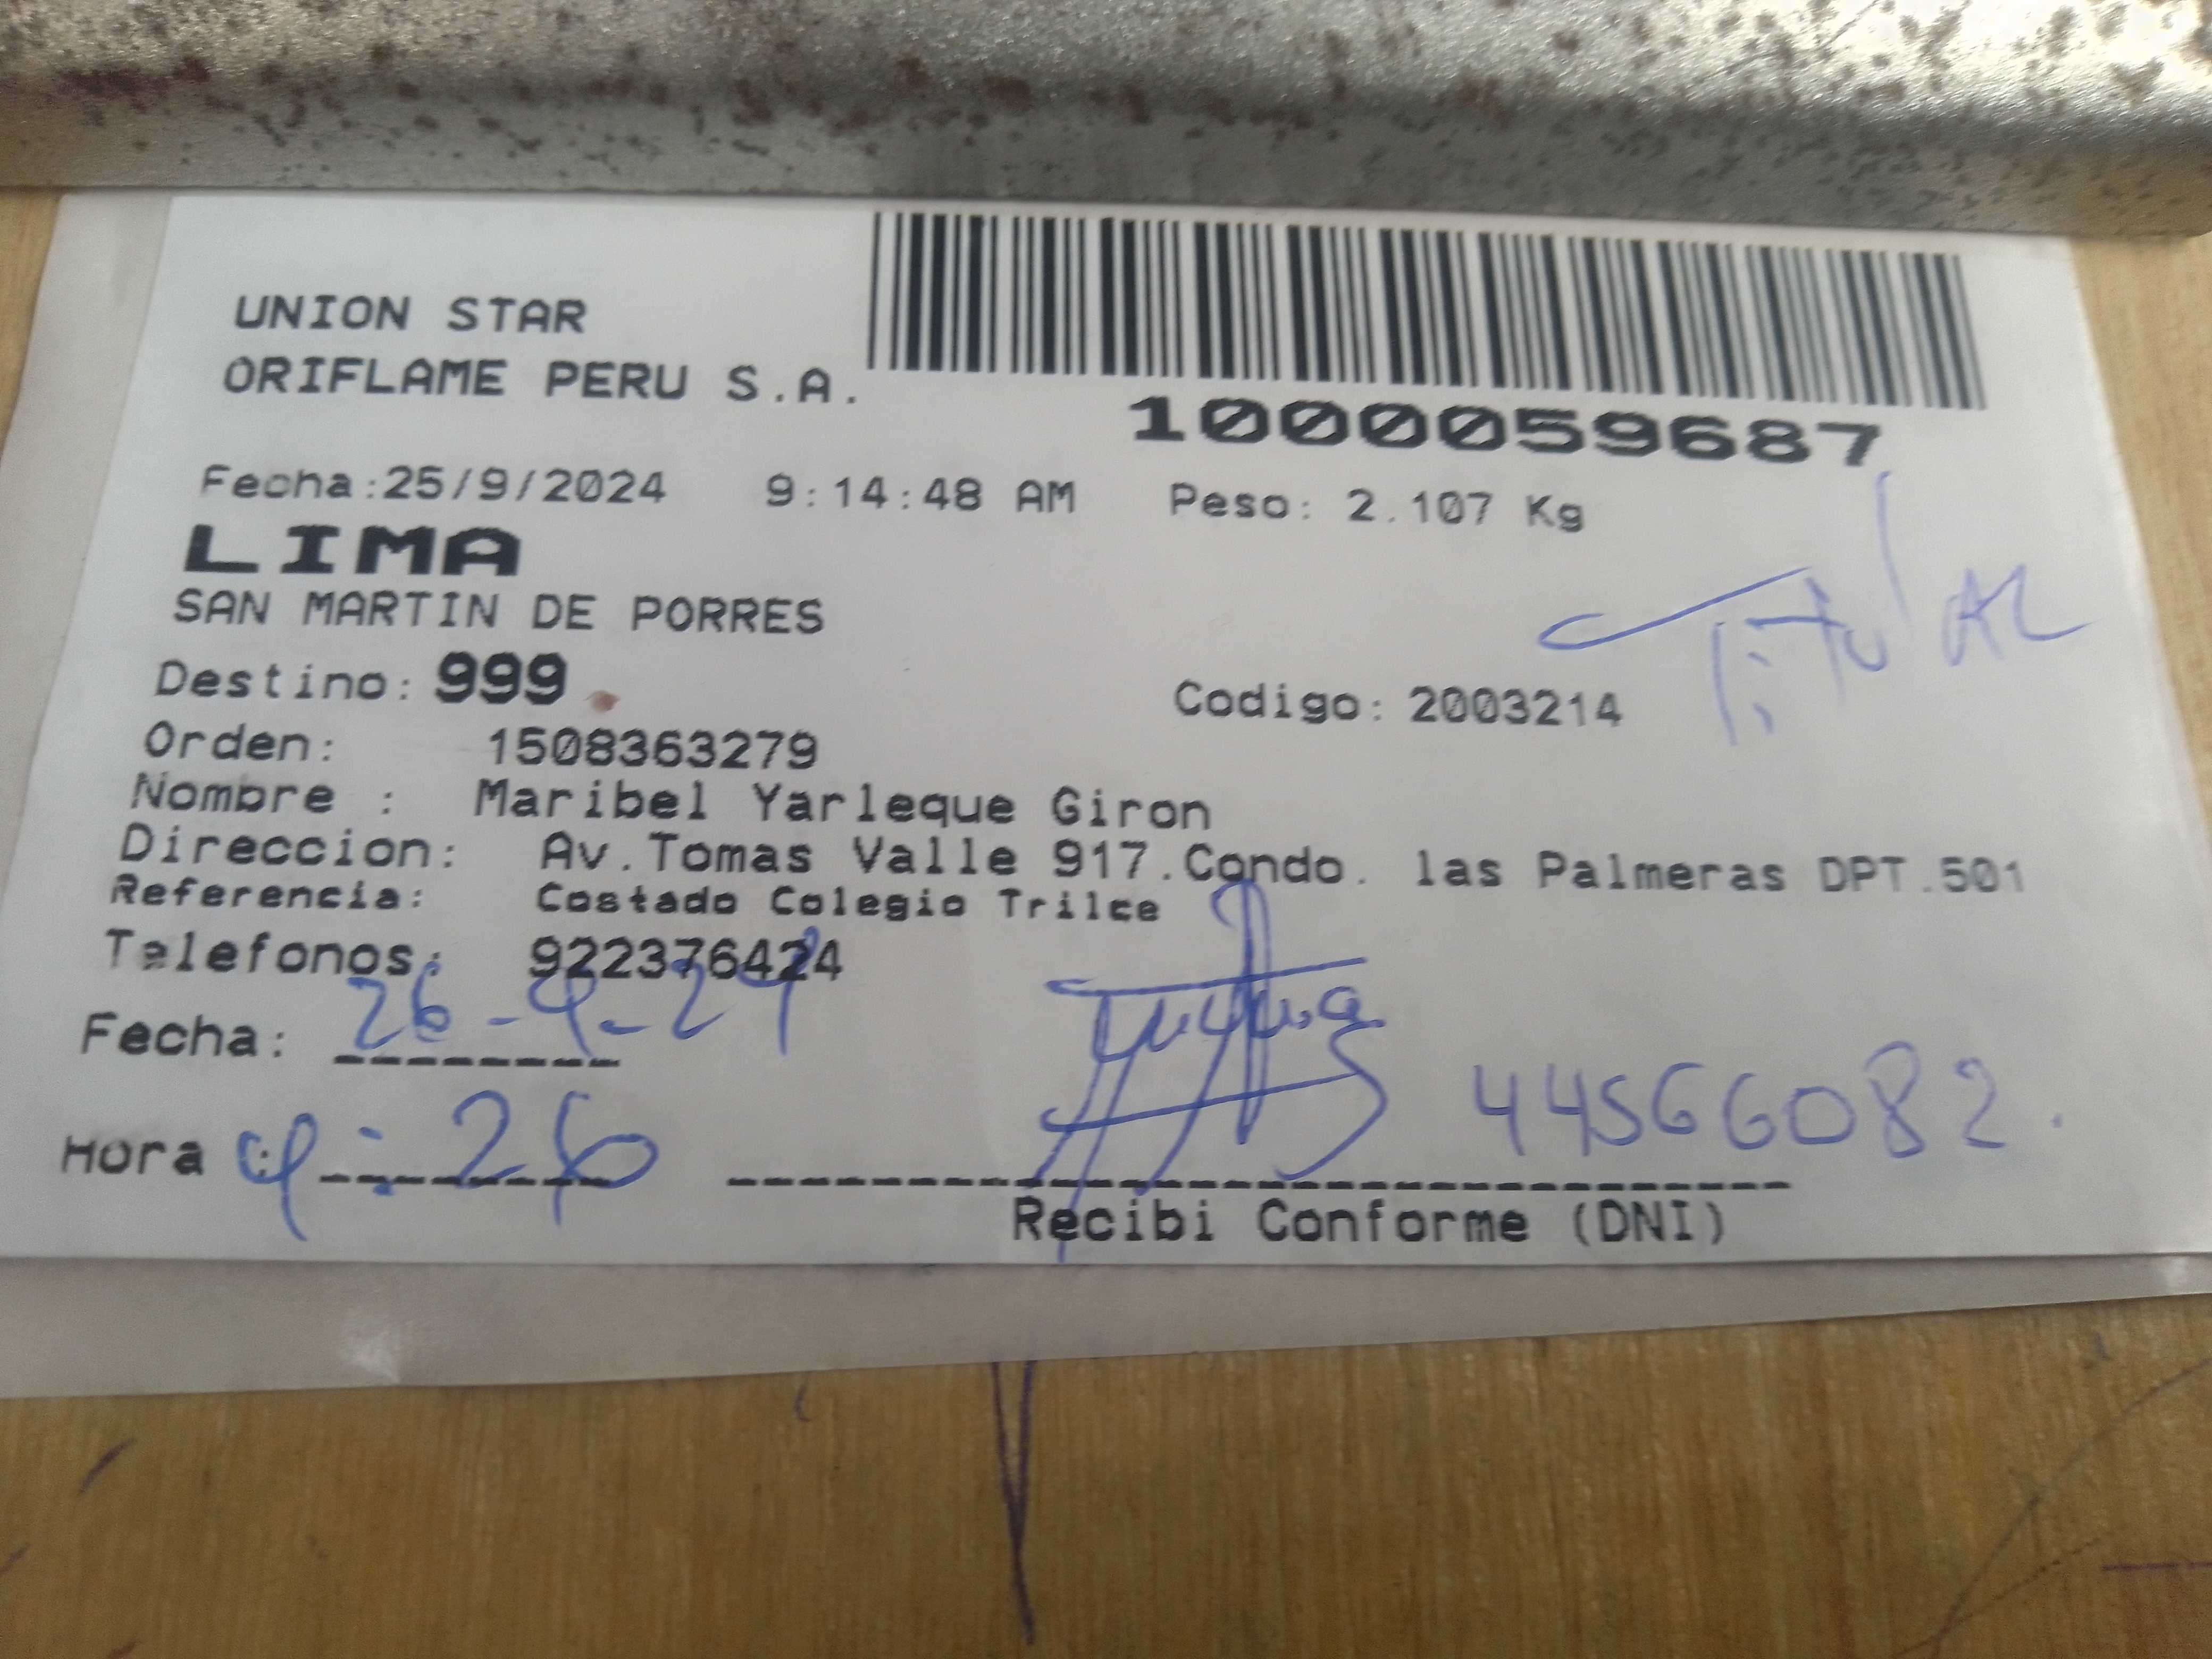 UNION STAR
ORIFLAME PERU S.A.
1000059687
Fecha:25/9/2024 9:14:48 AM Peso: 2.107 Kg
LIMA
SAN MARTIN DE PORRES
Titular
Destino: 999
Codigo: 2003214
Orden: 1508363279
Nombre : Maribel Yarleque Giron
Direccion: Av.Tomas Valle 917.Condo. las Palmeras DPT.501
Referencia: Costado Colegio Trilce
Telefonos: 922376424
Fecha: 26-9-24
Hora : 9:26
44566082.
Recibi Conforme (DNI)